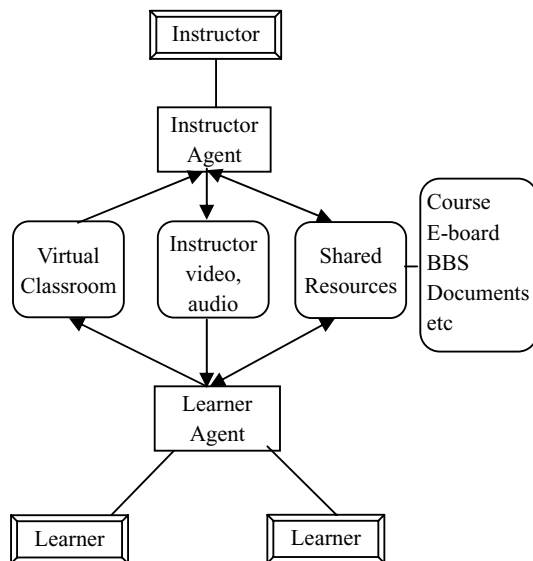 Instructor
Instructor
Agent
Virtual
Classroom
Instructor
video,
audio
Shared
Resources
Course
E-board
BBS
Documents
etc
Learner
Agent
Learner
Learner